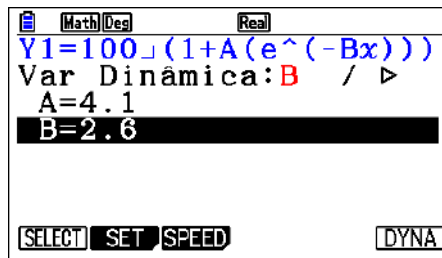 Math Deg Real
Y1=100⌟(1+A(e^(-Bx)))
Var Dinâmica:B / ▷
A=4.1
B=2.6
SELECT SET SPEED DYNA